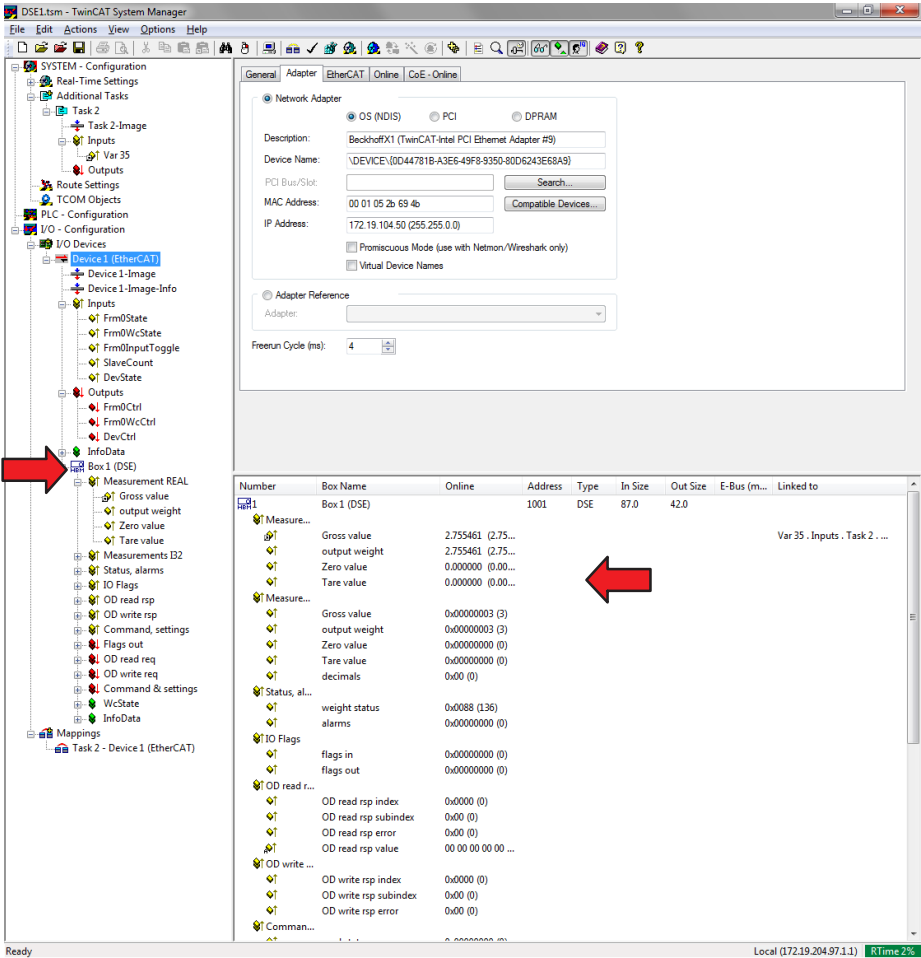 DSE1.tsm - TwinCAT System Manager
File Edit Actions View Options Help
SYSTEM - Configuration
Real-Time Settings
Additional Tasks
Task 2
Task 2-Image
Inputs
Var 35
Outputs
Route Settings
TCOM Objects
PLC - Configuration
I/O - Configuration
I/O Devices
Device 1 (EtherCAT)
Device 1-Image
Device 1-Image-Info
Inputs
Frm0State
Frm0WcState
Frm0InputToggle
SlaveCount
DevState
Outputs
Frm0Ctrl
Frm0WcCtrl
DevCtrl
InfoData
HBM Box 1 (DSE)
Measurement REAL
Gross value
output weight
Zero value
Tare value
Measurements I32
Status, alarms
IO Flags
OD read rsp
OD write rsp
Command, settings
Flags out
OD read req
OD write req
Command & settings
WcState
InfoData
Mappings
Task 2 - Device 1 (EtherCAT)
General Adapter EtherCAT Online CoE - Online
Network Adapter
OS (NDIS) PCI DPRAM
Description: BeckhoffX1 (TwinCAT-Intel PCI Ethernet Adapter #9)
Device Name: \DEVICE\{0D44781B-A3E6-49F8-9350-80D6243E68A9}
PCI Bus/Slot: Search...
MAC Address: 00 01 05 2b 69 4b Compatible Devices...
IP Address: 172.19.104.50 (255.255.0.0)
Promiscuous Mode (use with Netmon/Wireshark only)
Virtual Device Names
Adapter Reference
Adapter:
Freerun Cycle (ms): 4
Number Box Name Online Address Type In Size Out Size E-Bus (m... Linked to
HBM 1 Box 1 (DSE) 1001 DSE 87.0 42.0
Measure...
Gross value 2.755461 (2.75... Var 35 . Inputs . Task 2 . ...
output weight 2.755461 (2.75...
Zero value 0.000000 (0.00...
Tare value 0.000000 (0.00...
Measure...
Gross value 0x00000003 (3)
output weight 0x00000003 (3)
Zero value 0x00000000 (0)
Tare value 0x00000000 (0)
decimals 0x00 (0)
Status, al...
weight status 0x0088 (136)
alarms 0x00000000 (0)
IO Flags
flags in 0x00000000 (0)
flags out 0x00000000 (0)
OD read r...
OD read rsp index 0x0000 (0)
OD read rsp subindex 0x00 (0)
OD read rsp error 0x00 (0)
OD read rsp value 00 00 00 00 00 ...
OD write ...
OD write rsp index 0x0000 (0)
OD write rsp subindex 0x00 (0)
OD write rsp error 0x00 (0)
Comman...
Ready Local (172.19.204.97.1.1) RTime 2%